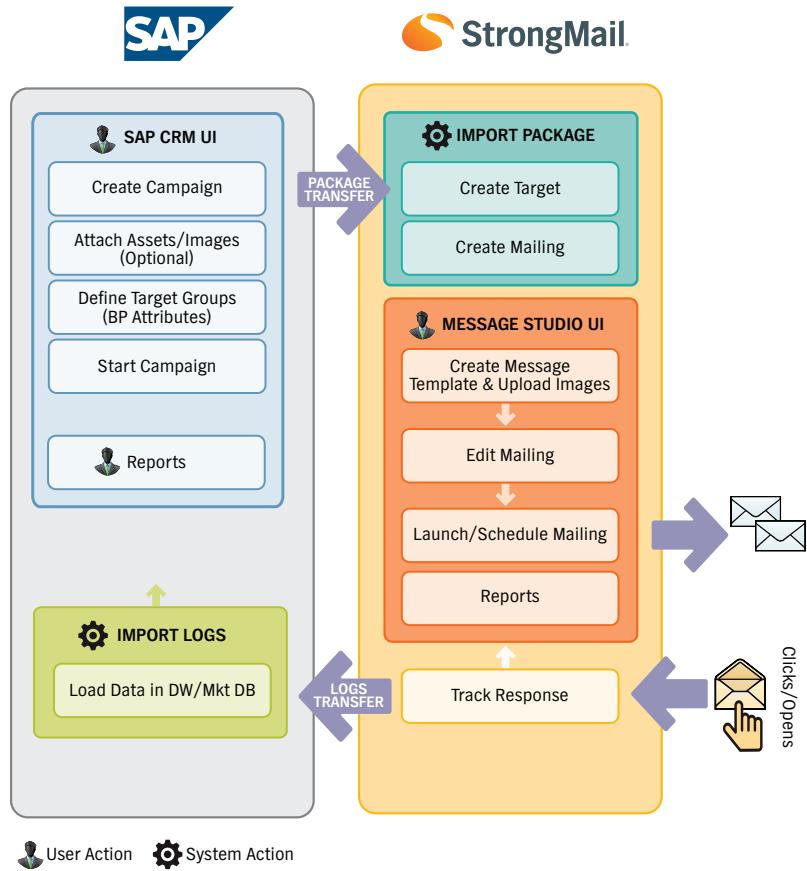 SAP
StrongMail
SAP CRM UI
Create Campaign
Attach Assets/Images
(Optional)
Define Target Groups
(BP Attributes)
Start Campaign
Reports
PACKAGE
TRANSFER
IMPORT PACKAGE
Create Target
Create Mailing
MESSAGE STUDIO UI
Create Message
Template & Upload Images
Edit Mailing
Launch/Schedule Mailing
Reports
IMPORT LOGS
Load Data in DW/Mkt DB
LOGS
TRANSFER
Track Response
Clicks/Opens
User Action
System Action